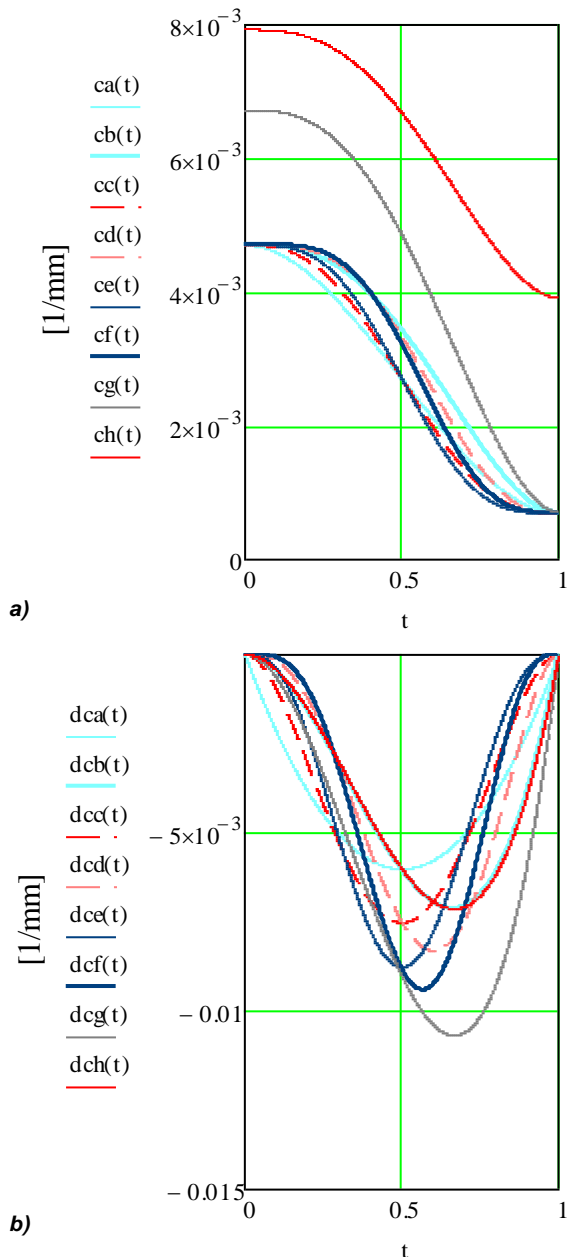 8×10⁻³
ca(t)
cb(t)
cc(t)
6×10⁻³
cd(t)
[1/mm]
ce(t)
4×10⁻³
cf(t)
cg(t)
ch(t)
2×10⁻³
0
0
0.5
1
a)
t
dca(t)
dcb(t)
dcc(t)
− 5×10⁻³
dcd(t)
[1/mm]
dce(t)
dcf(t)
− 0.01
dcg(t)
dch(t)
− 0.015
0
0.5
1
b)
t